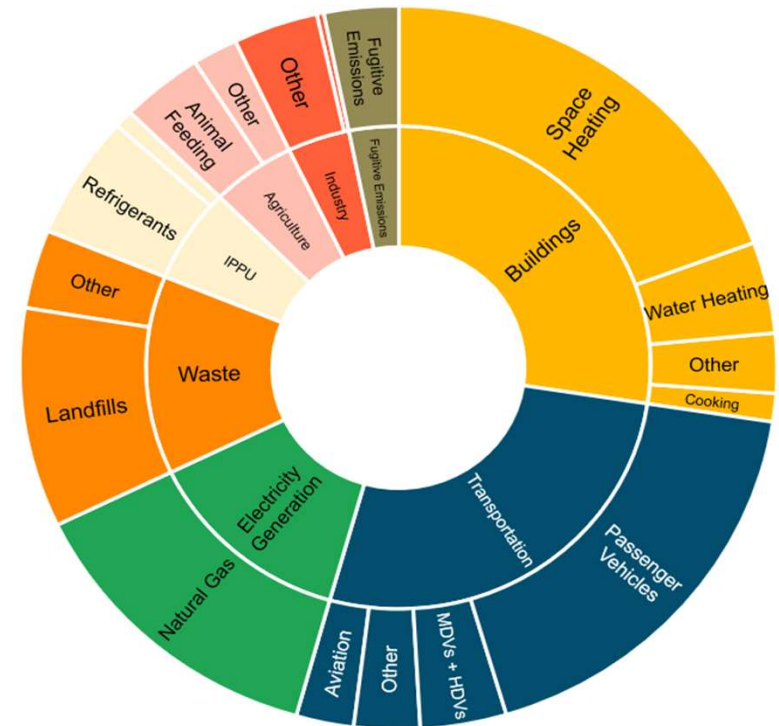 Fugitive
Emissions
Space
Heating
Other
Other
Animal
Feeding
Fugitive Emissions
Industry
Agriculture
Refrigerants
IPPU
Buildings
Water Heating
Other
Other
Cooking
Waste
Landfills
Electricity
Generation
Transportation
Natural Gas
Passenger
Vehicles
Aviation
Other
MDVs + HDVs